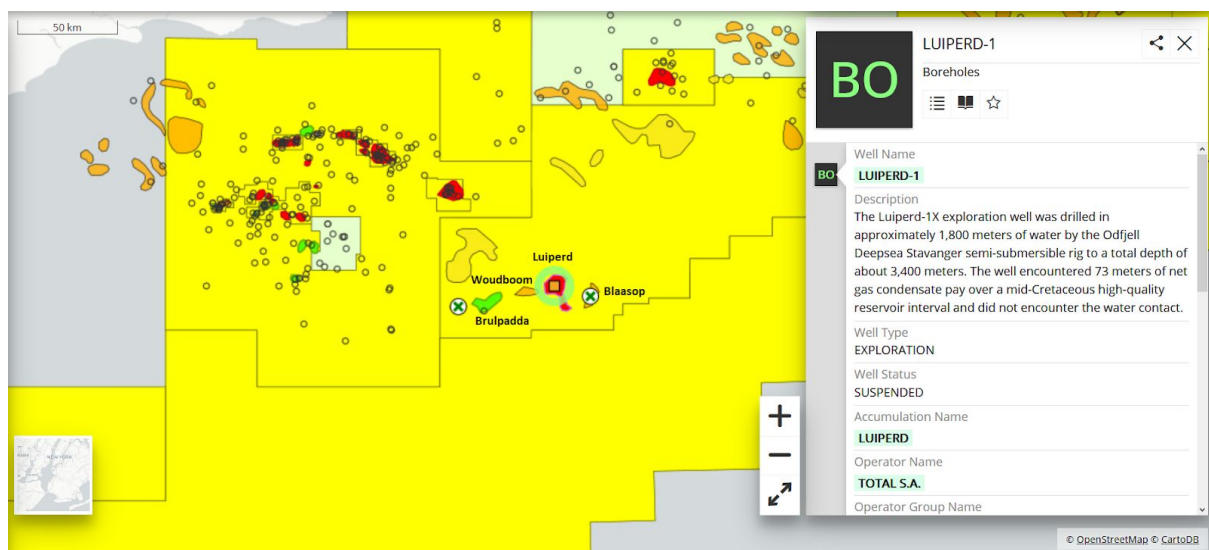 50 km
Luiperd
Woudboom
Blaasop
Brulpadda
LUIPERD-1
BO
Boreholes
BO
Well Name
LUIPERD-1
Description
The Luiperd-1X exploration well was drilled in
approximately 1,800 meters of water by the Odfjell
Deepsea Stavanger semi-submersible rig to a total depth of
about 3,400 meters. The well encountered 73 meters of net
gas condensate pay over a mid-Cretaceous high-quality
reservoir interval and did not encounter the water contact.
Well Type
EXPLORATION
Well Status
SUSPENDED
Accumulation Name
LUIPERD
Operator Name
TOTAL S.A.
Operator Group Name
NEW YORK
© OpenStreetMap © CartoDB